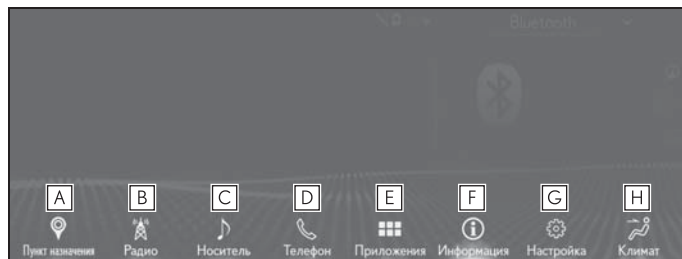 Bluetooth
A B C D E F G H
Пункт назначения Радио Носитель Телефон Приложения Информация Настройка Климат